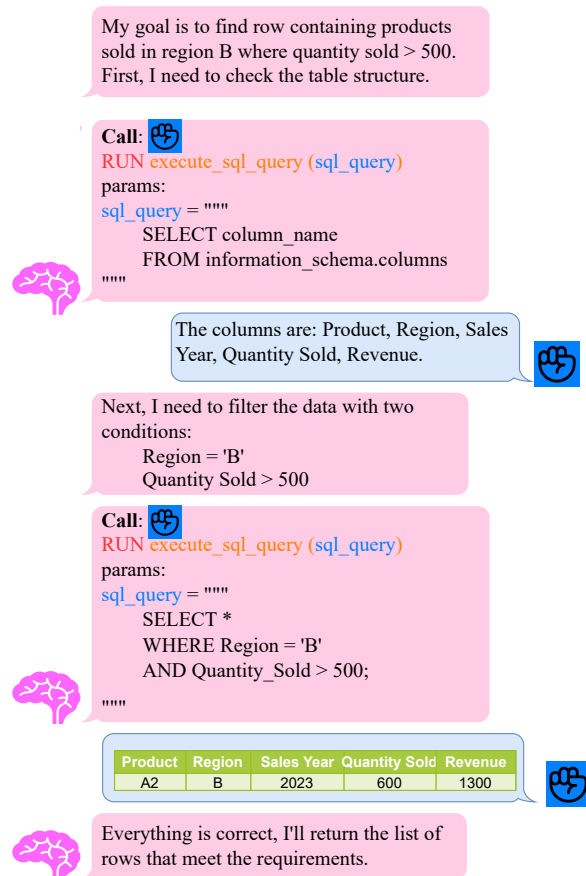 My goal is to find row containing products
sold in region B where quantity sold > 500.
First, I need to check the table structure.
Call:
RUN execute_sql_query (sql_query)
params:
sql_query = """
SELECT column_name
FROM information_schema.columns
"""
The columns are: Product, Region, Sales
Year, Quantity Sold, Revenue.
Next, I need to filter the data with two
conditions:
Region = 'B'
Quantity Sold > 500
Call:
RUN execute_sql_query (sql_query)
params:
sql_query = """
SELECT *
WHERE Region = 'B'
AND Quantity_Sold > 500;
"""
Product Region Sales Year Quantity Sold Revenue
A2 B 2023 600 1300
Everything is correct, I'll return the list of
rows that meet the requirements.